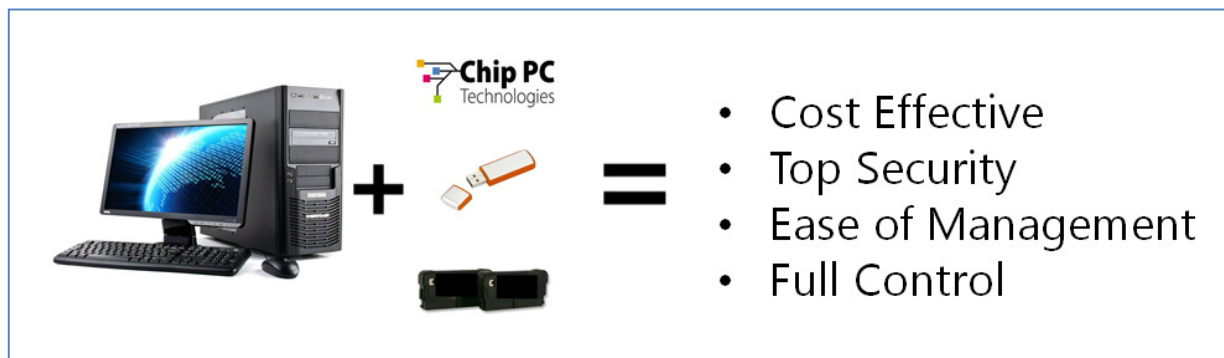 Chip PC
Technologies
+
=
• Cost Effective
• Top Security
• Ease of Management
• Full Control